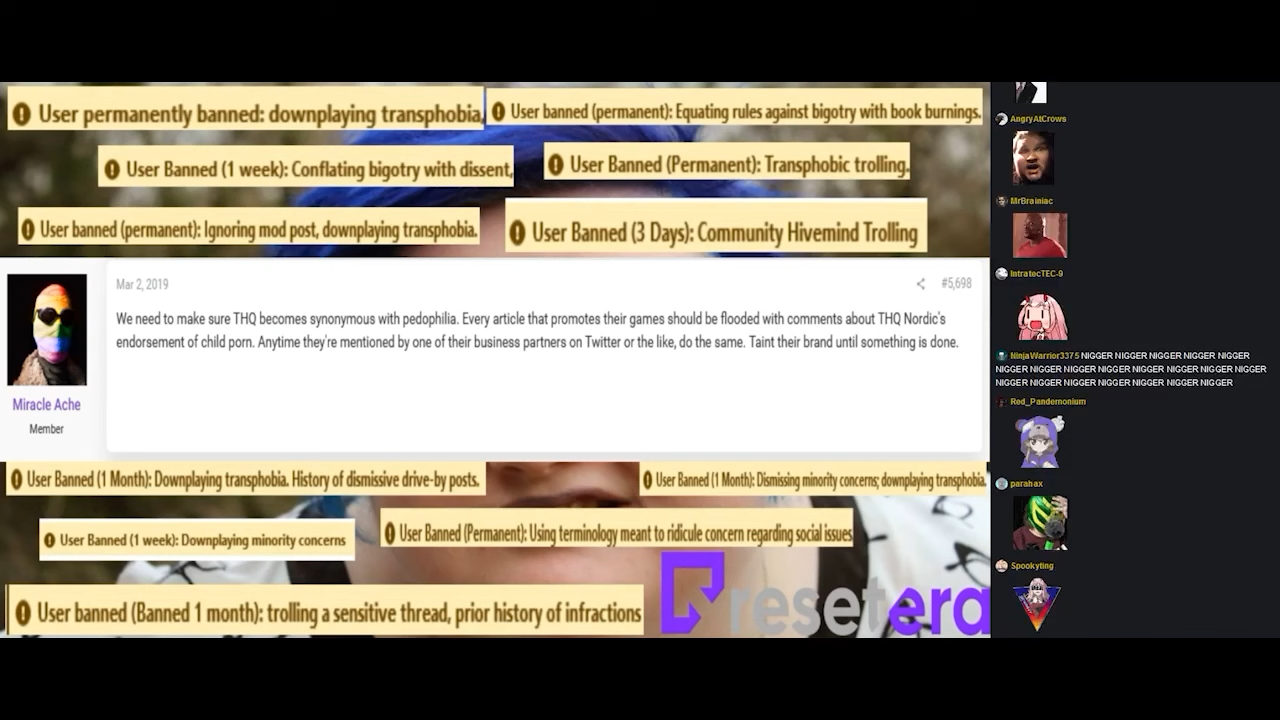 User permanently banned: downplaying transphobia,
User banned (permanent): Equating rules against bigotry with book burnings.
User Banned (1 week): Conflating bigotry with dissent,
User Banned (Permanent): Transphobic trolling.
User banned (permanent): Ignoring mod post, downplaying transphobia.
User Banned (3 Days): Community Hivemind Trolling
Mar 2, 2019
#5,698
We need to make sure THQ becomes synonymous with pedophilia. Every article that promotes their games should be flooded with comments about THQ Nordic's
endorsement of child porn. Anytime they're mentioned by one of their business partners on Twitter or the like, do the same. Taint their brand until something is done.
Miracle Ache
Member
User Banned (1 Month): Downplaying transphobia. History of dismissive drive-by posts.
User Banned (1 Month): Dismissing minority concerns; downplaying transphobia.
User Banned (1 week): Downplaying minority concerns
User Banned (Permanent): Using terminology meant to ridicule concern regarding social issues
User banned (Banned 1 month): trolling a sensitive thread, prior history of infractions
resetera
AngryAtCrows
MrBrainiac
IntratecTEC-9
NinjaWarrior3375 NIGGER NIGGER NIGGER NIGGER NIGGER
NIGGER NIGGER NIGGER NIGGER NIGGER NIGGER NIGGER NIGGER
NIGGER NIGGER NIGGER NIGGER NIGGER NIGGER NIGGER
Red_Pandemonium
parahax
Spookyting